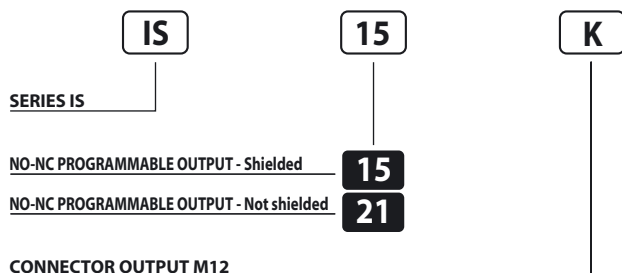 IS 15 K
SERIES IS
NO-NC PROGRAMMABLE OUTPUT - Shielded 15
NO-NC PROGRAMMABLE OUTPUT - Not shielded 21
CONNECTOR OUTPUT M12